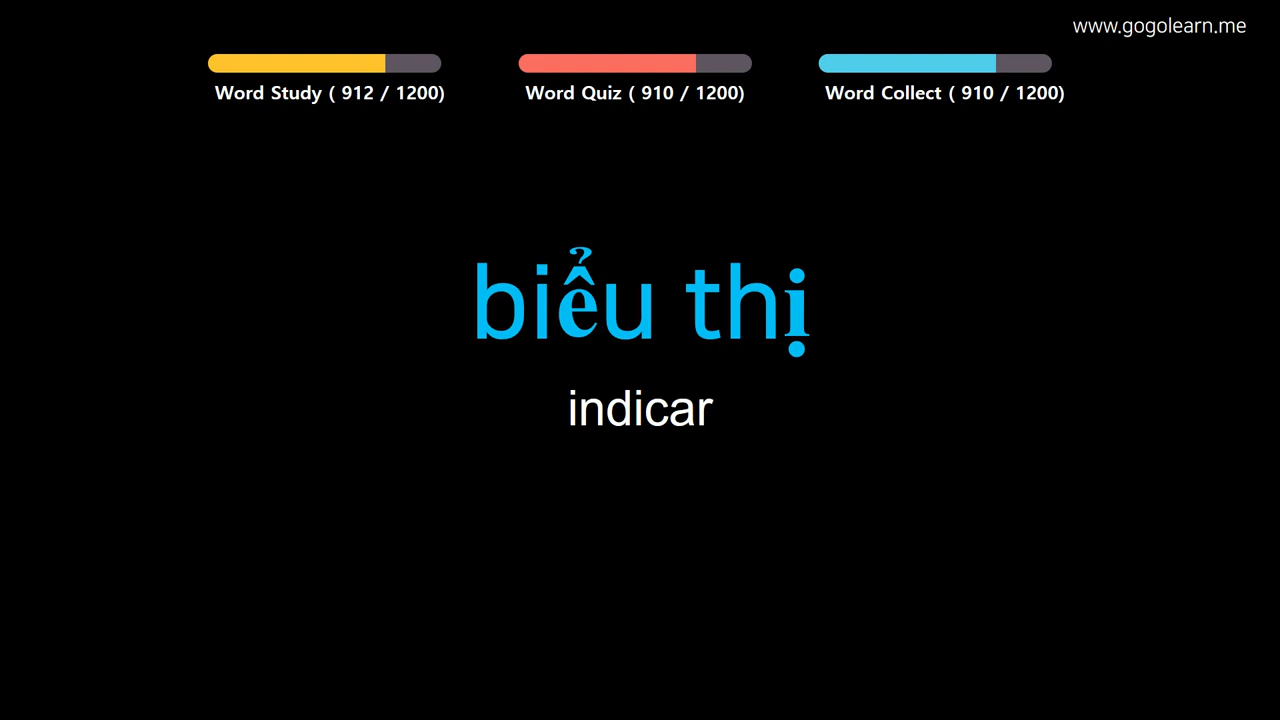 www.gogolearn.me
Word Study ( 912 / 1200)
Word Quiz ( 910 / 1200)
Word Collect ( 910 / 1200)
biểu thị
indicar